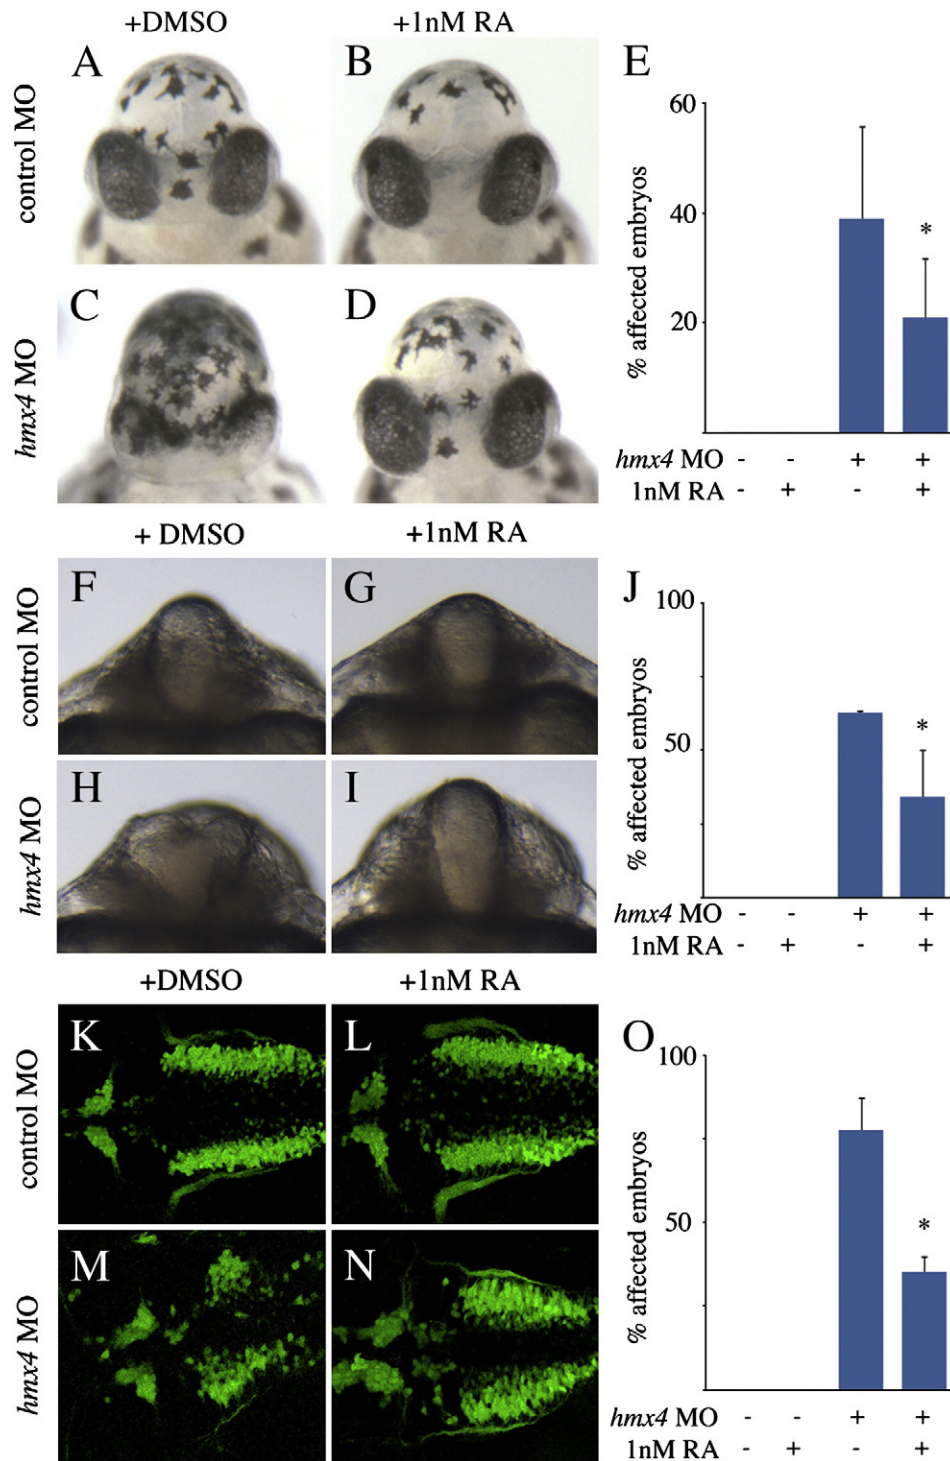 +DMSO +1nM RA
control MO
A B
hmx4 MO
C D
E
% affected embryos
60
40
20
*
hmx4 MO - - + +
1nM RA - + - +
+ DMSO +1nM RA
control MO
F G
hmx4 MO
H I
J
% affected embryos
100
50
*
hmx4 MO - - + +
1nM RA - + - +
+DMSO +1nM RA
control MO
K L
hmx4 MO
M N
O
% affected embryos
100
50
*
hmx4 MO - - + +
1nM RA - + - +